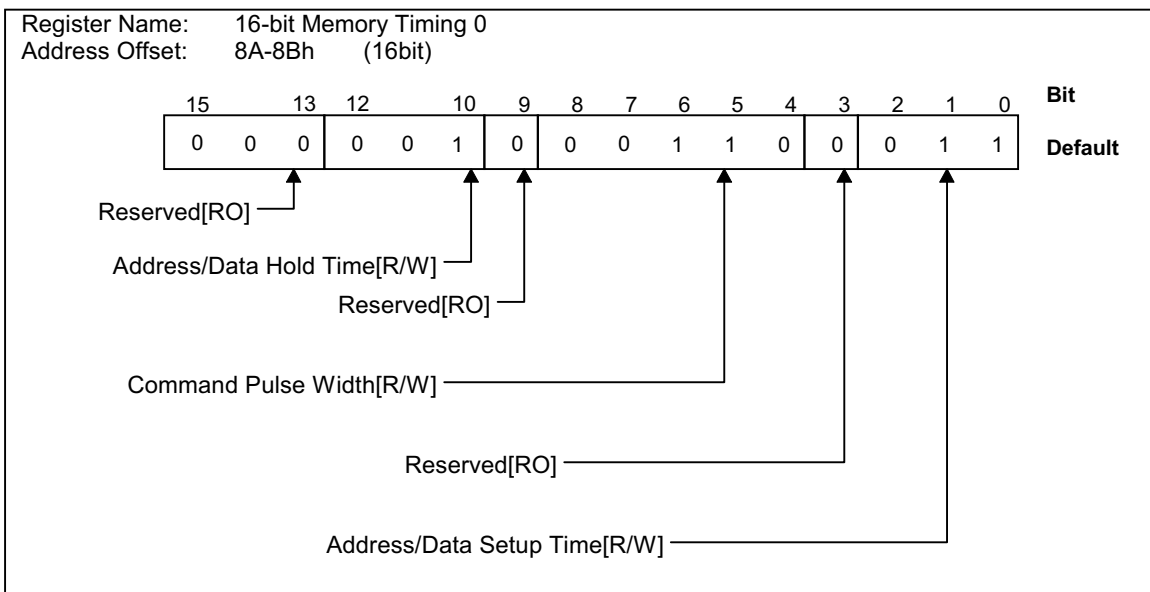 Register Name: 16-bit Memory Timing 0
Address Offset: 8A-8Bh (16bit)
15 13 12 10 9 8 7 6 5 4 3 2 1 0 Bit
0 0 0 0 0 1 0 0 0 1 1 0 0 0 1 1 Default
Reserved[RO]
Address/Data Hold Time[R/W]
Reserved[RO]
Command Pulse Width[R/W]
Reserved[RO]
Address/Data Setup Time[R/W]